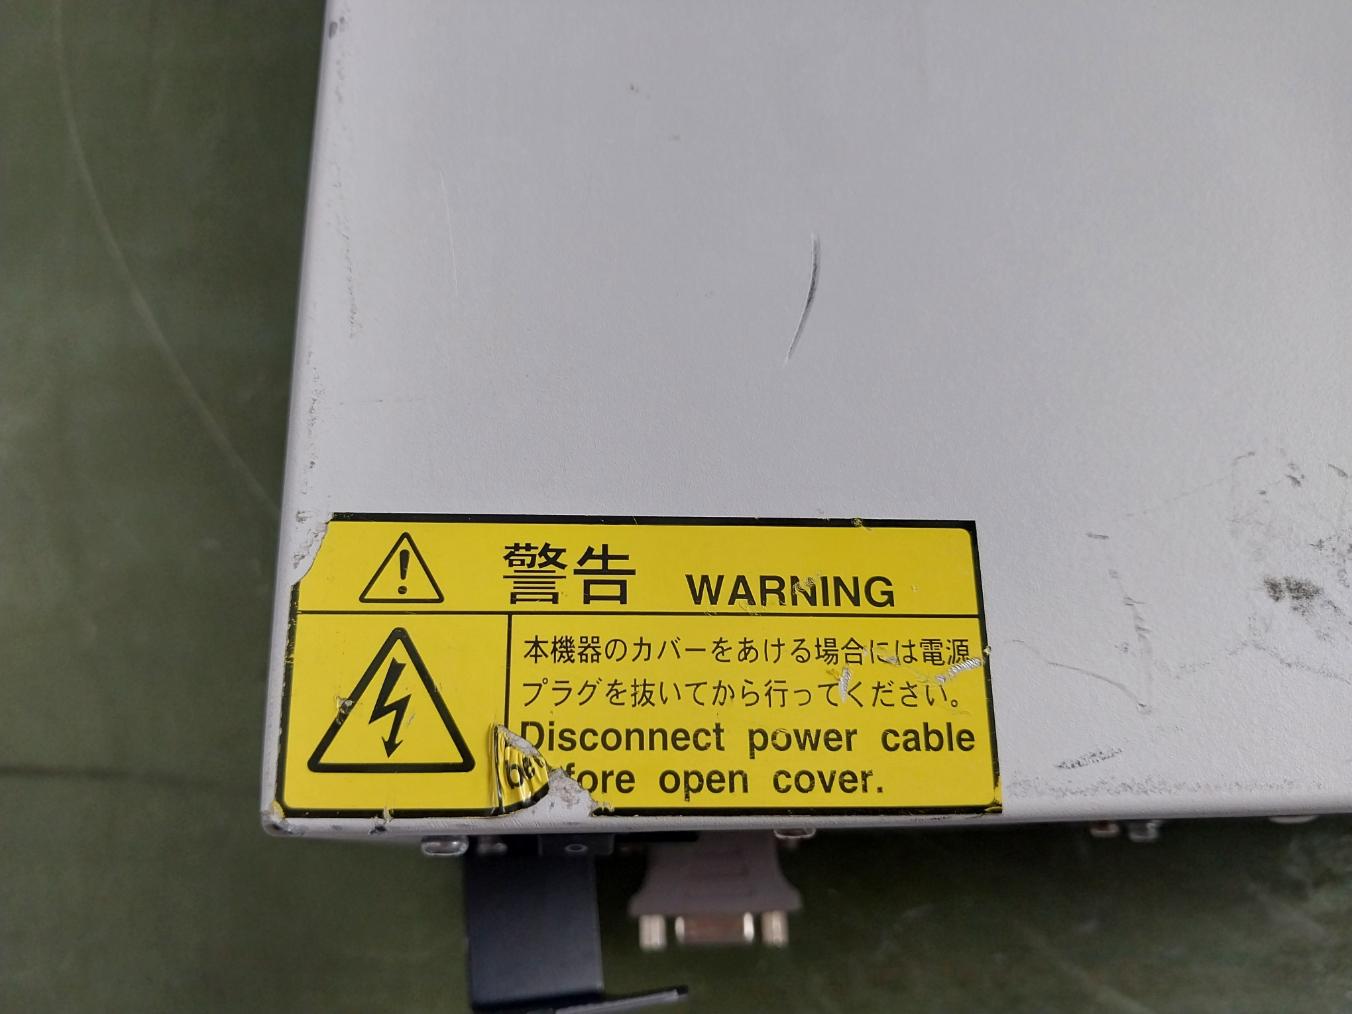 警告 WARNING
本機器のカバーをあける場合には電源
プラグを抜いてから行ってください。
Disconnect power cable
before open cover.